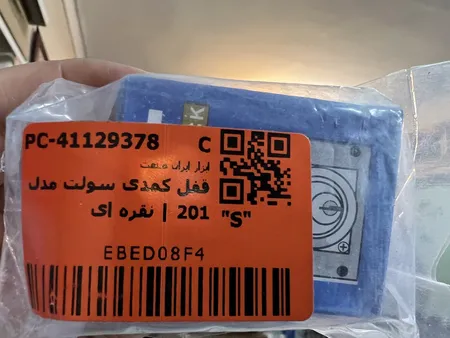 PC-41129378 C
ابزار ایران صنعت
قفل کمدی سولت مدل
201 | نقره ای
"S"
EBED08F4